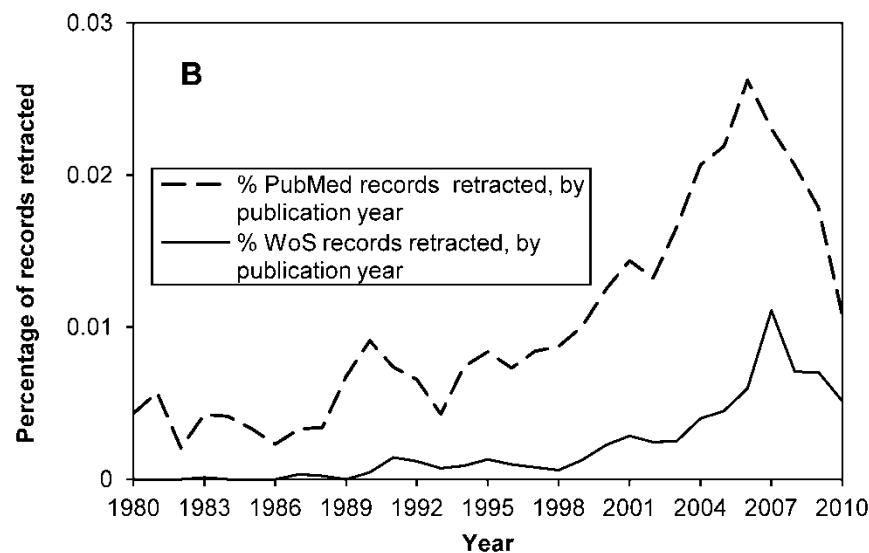 0.03
B
Percentage of records retracted
0.02
% PubMed records retracted, by
publication year
% WoS records retracted, by
publication year
0.01
0
1980 1983 1986 1989 1992 1995 1998 2001 2004 2007 2010
Year